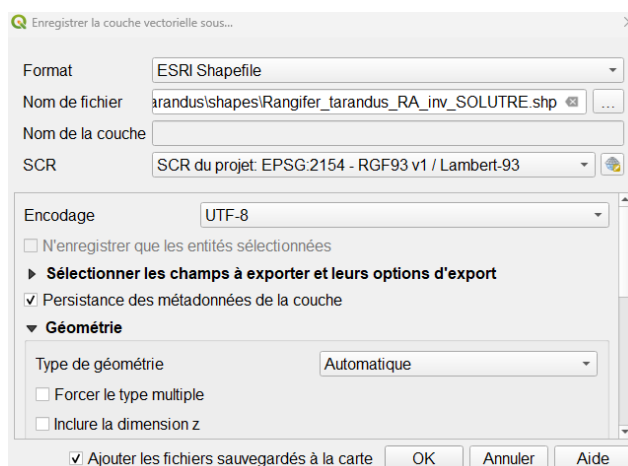 Enregistrer la couche vectorielle sous...
Format ESRI Shapefile
Nom de fichier arandus\shapes\Rangifer_tarandus_RA_inv_SOLUTRE.shp ...
Nom de la couche
SCR SCR du projet: EPSG:2154 - RGF93 v1 / Lambert-93
Encodage UTF-8
N'enregistrer que les entités sélectionnées
Sélectionner les champs à exporter et leurs options d'export
Persistance des métadonnées de la couche
Géométrie
Type de géométrie Automatique
Forcer le type multiple
Inclure la dimension z
Ajouter les fichiers sauvegardés à la carte OK Annuler Aide